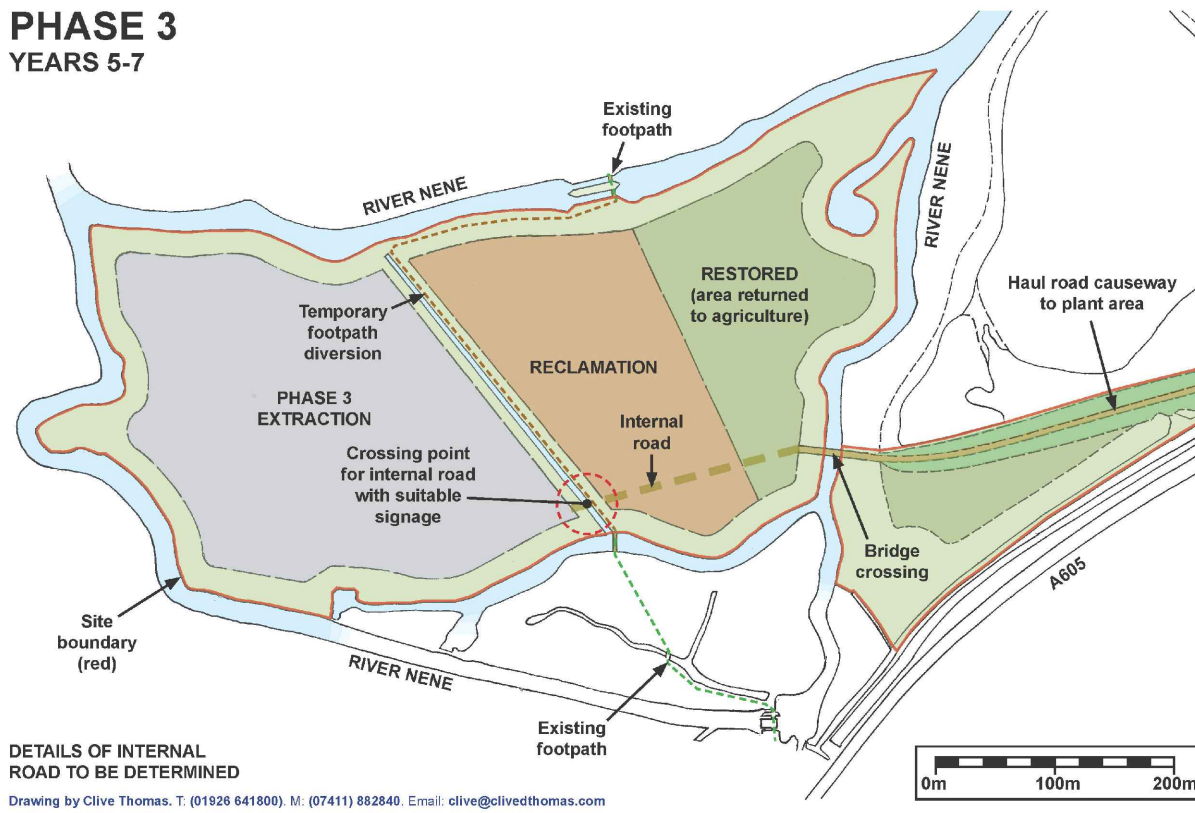 PHASE 3
YEARS 5-7
Existing
footpath
RIVER NENE
RIVER NENE
RESTORED
(area returned
to agriculture)
Haul road causeway
to plant area
Temporary
footpath
diversion
RECLAMATION
PHASE 3
EXTRACTION
Internal
road
Crossing point
for internal road
with suitable
signage
Bridge
crossing
A605
Site
boundary
(red)
RIVER NENE
Existing
footpath
DETAILS OF INTERNAL
ROAD TO BE DETERMINED
0m 100m 200m
Drawing by Clive Thomas. T: (01926 641800). M: (07411) 882840. Email: clive@clivedthomas.com